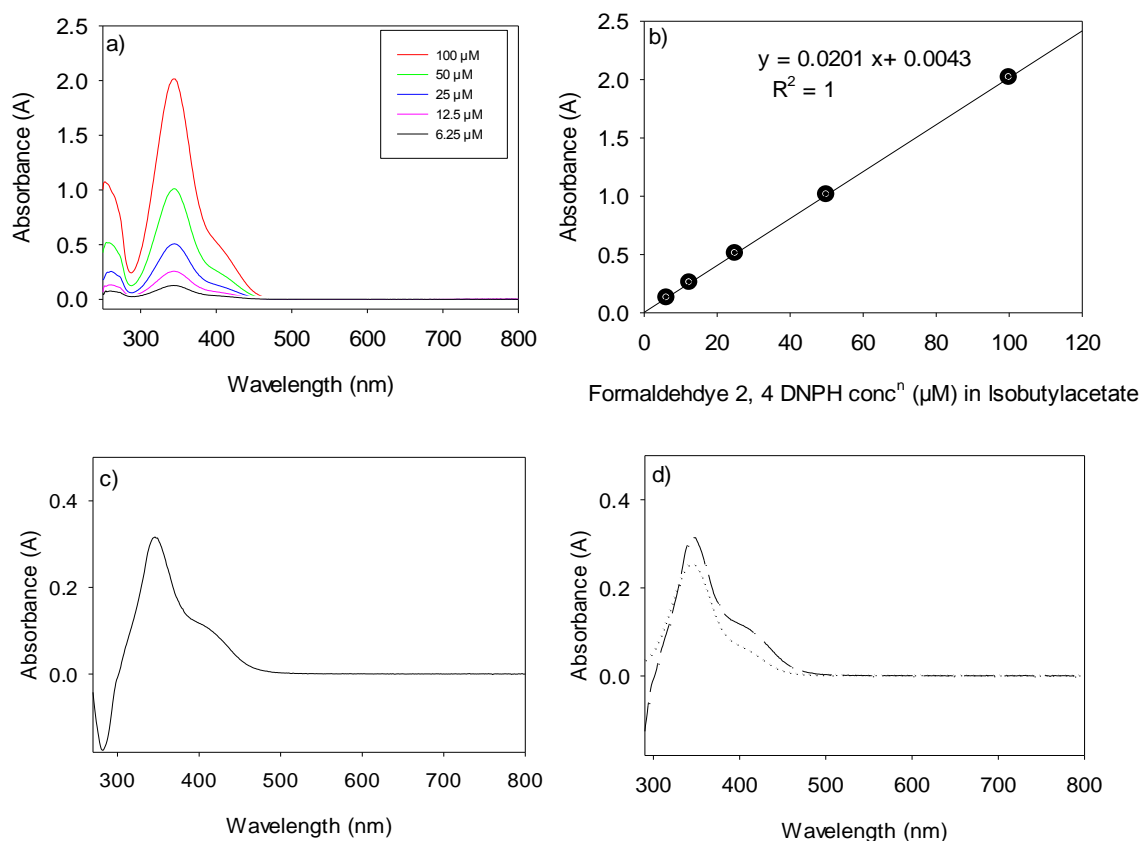 a)
Absorbance (A)
2.5
2.0
1.5
1.0
0.5
0.0
100 µM
50 µM
25 µM
12.5 µM
6.25 µM
300 400 500 600 700 800
Wavelength (nm)
b)
Absorbance (A)
2.5
2.0
1.5
1.0
0.5
0.0
y = 0.0201 x+ 0.0043
R² = 1
0 20 40 60 80 100 120
Formaldehdye 2, 4 DNPH concⁿ (µM) in Isobutylacetate
c)
Absorbance (A)
0.4
0.2
0.0
300 400 500 600 700 800
Wavelength (nm)
d)
Absorbance (A)
0.4
0.2
0.0
300 400 500 600 700 800
Wavelength (nm)